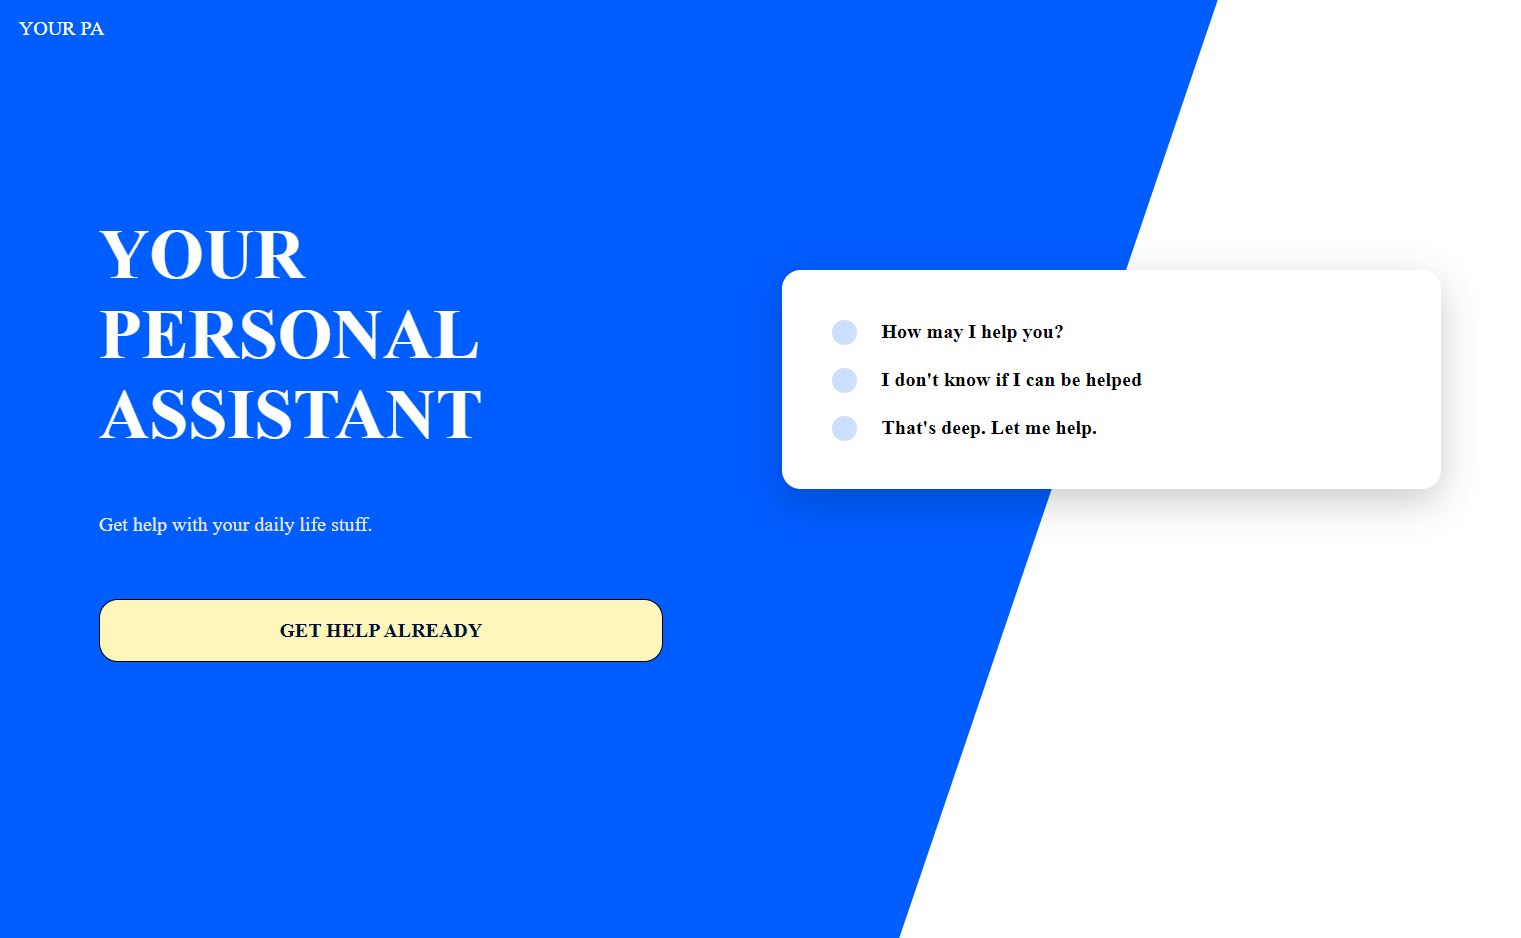 YOUR PA
YOUR
PERSONAL
ASSISTANT
Get help with your daily life stuff.
GET HELP ALREADY
How may I help you?
I don't know if I can be helped
That's deep. Let me help.